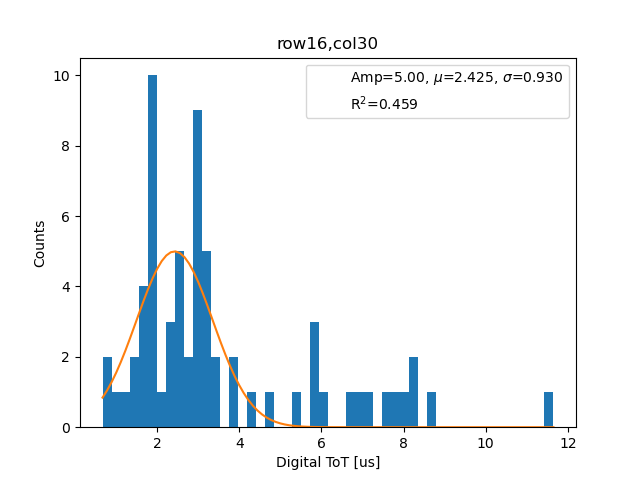 row16,col30
Amp=5.00, μ=2.425, σ=0.930
R²=0.459
Counts
10
8
6
4
2
0
2 4 6 8 10 12
Digital ToT [us]